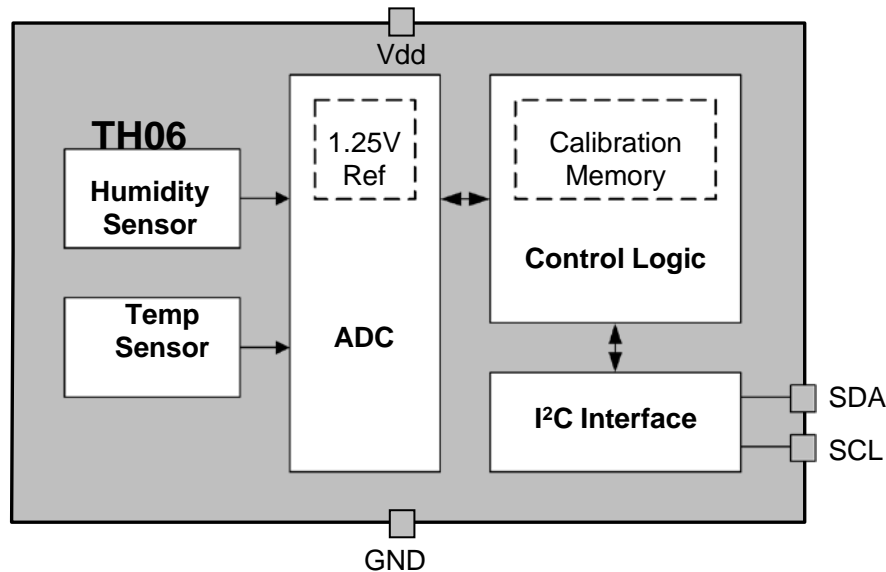 Vdd
TH06
Humidity
Sensor
1.25V
Ref
Calibration
Memory
Control Logic
Temp
Sensor
ADC
I²C Interface
SDA
SCL
GND